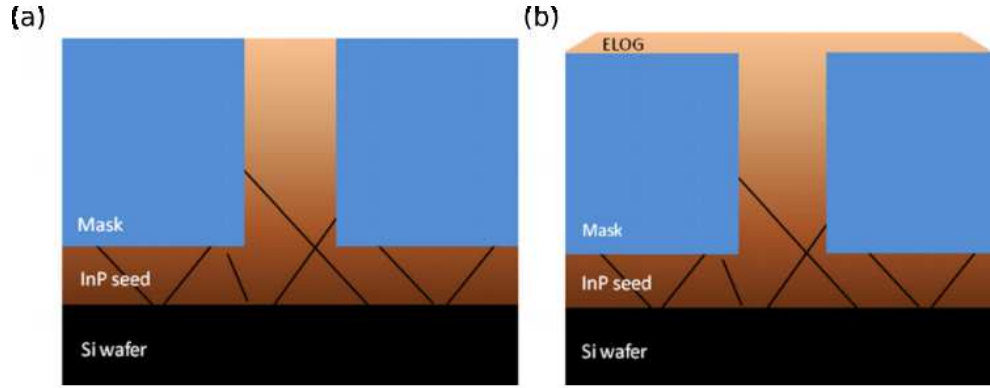 (a)
Mask
InP seed
Si wafer
(b)
ELOG
Mask
InP seed
Si wafer